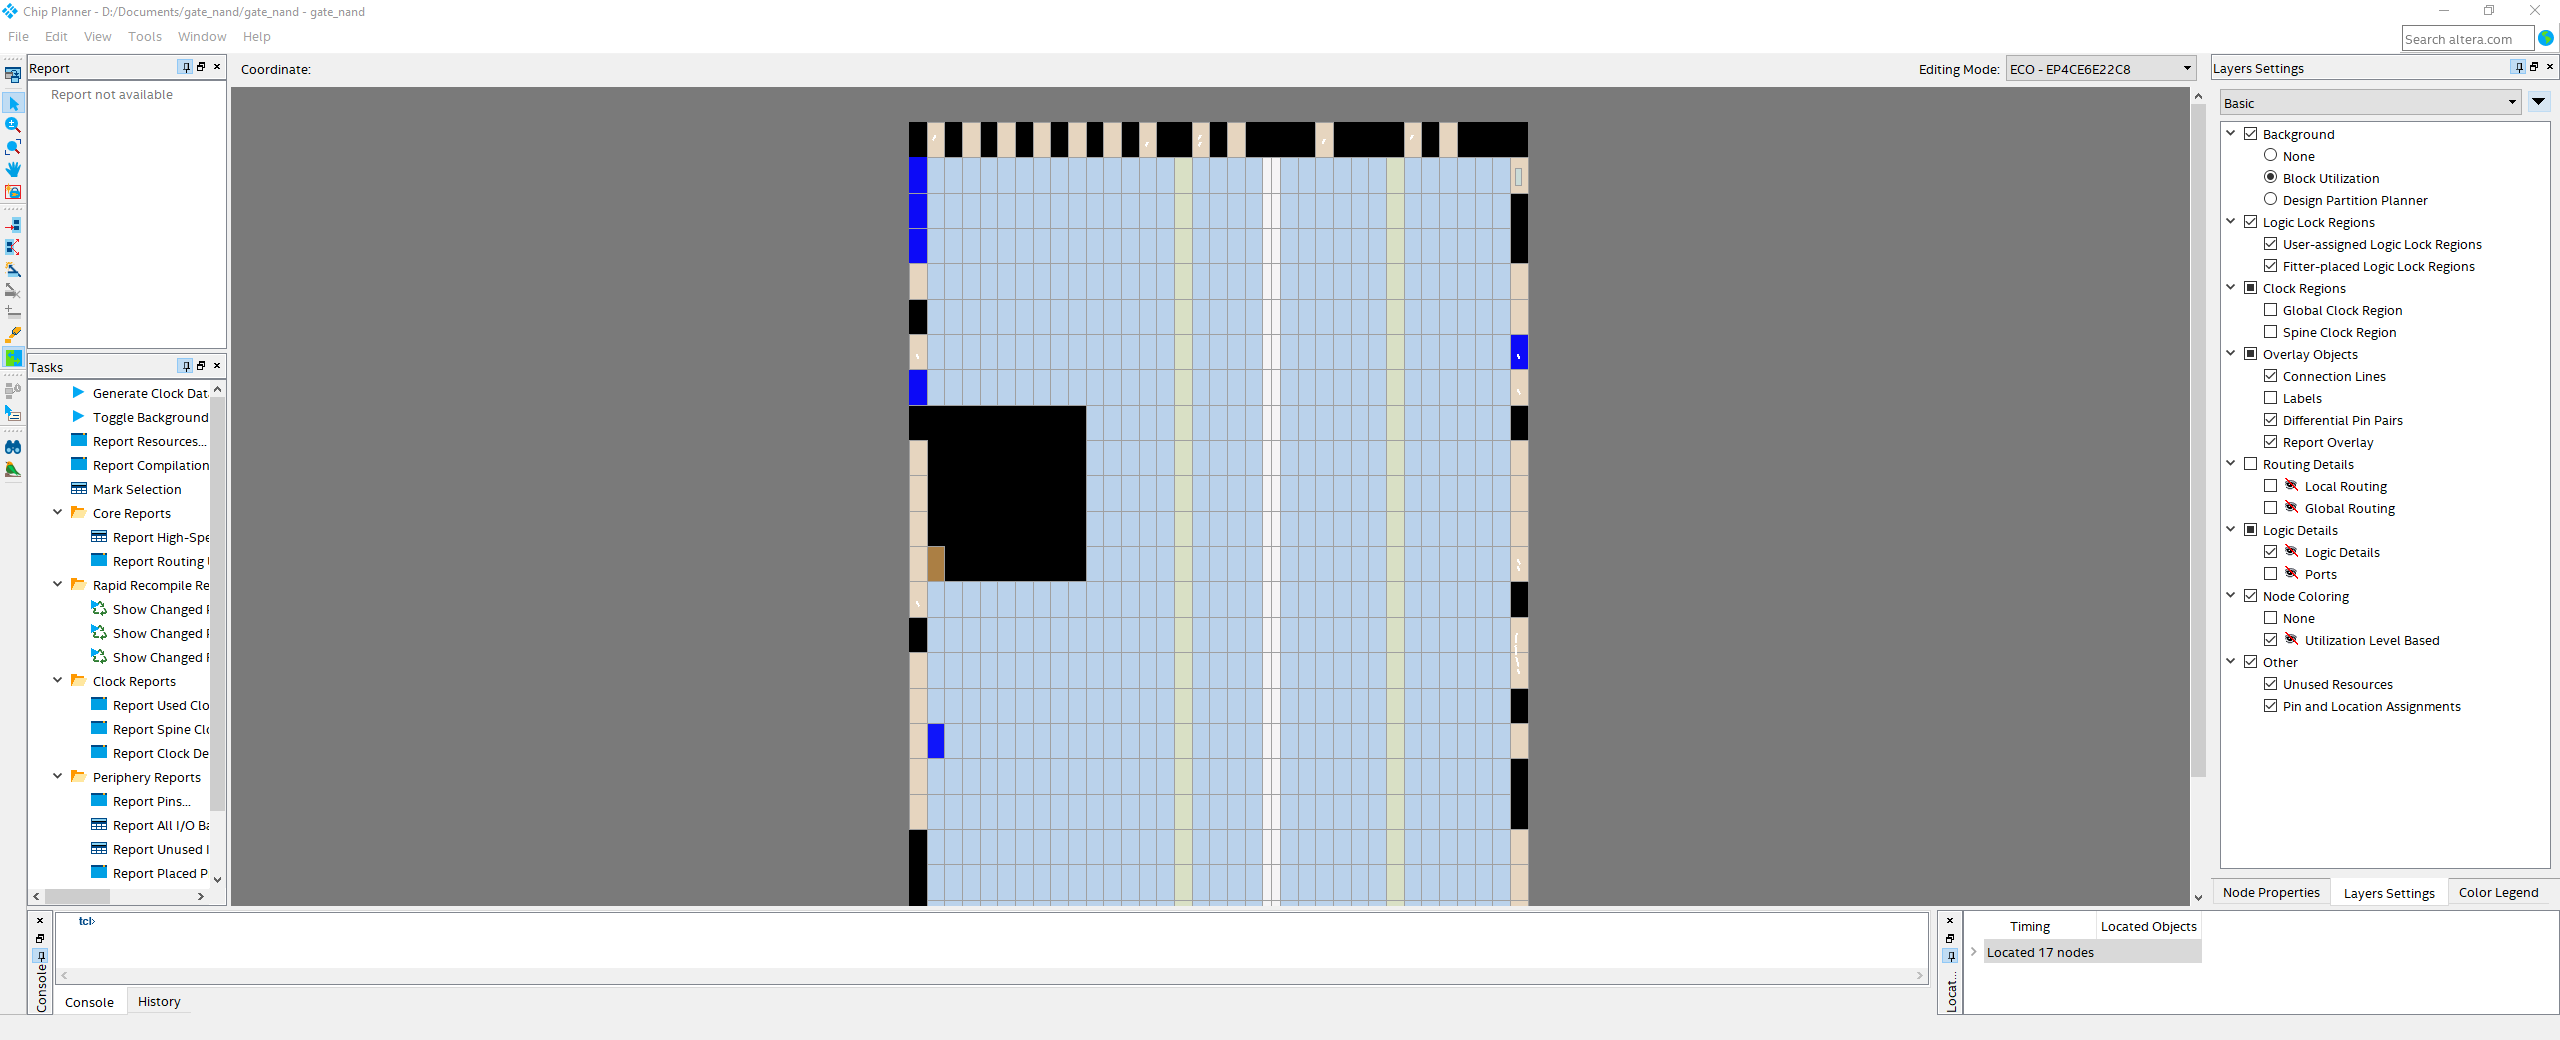 Chip Planner - D:/Documents/gate_nand/gate_nand - gate_nand
File Edit View Tools Window Help
Search altera.com
Report
Report not available
Coordinate:
Editing Mode: ECO - EP4CE6E22C8
Tasks
Generate Clock Dat
Toggle Background
Report Resources...
Report Compilation
Mark Selection
Core Reports
Report High-Spe
Report Routing
Rapid Recompile Re
Show Changed
Show Changed
Show Changed
Clock Reports
Report Used Clo
Report Spine Clo
Report Clock De
Periphery Reports
Report Pins...
Report All I/O Ba
Report Unused I
Report Placed P
Layers Settings
Basic
Background
None
Block Utilization
Design Partition Planner
Logic Lock Regions
User-assigned Logic Lock Regions
Fitter-placed Logic Lock Regions
Clock Regions
Global Clock Region
Spine Clock Region
Overlay Objects
Connection Lines
Labels
Differential Pin Pairs
Report Overlay
Routing Details
Local Routing
Global Routing
Logic Details
Logic Details
Ports
Node Coloring
None
Utilization Level Based
Other
Unused Resources
Pin and Location Assignments
Node Properties Layers Settings Color Legend
Console
tcl>
Console History
Locat...
Timing Located Objects
Located 17 nodes